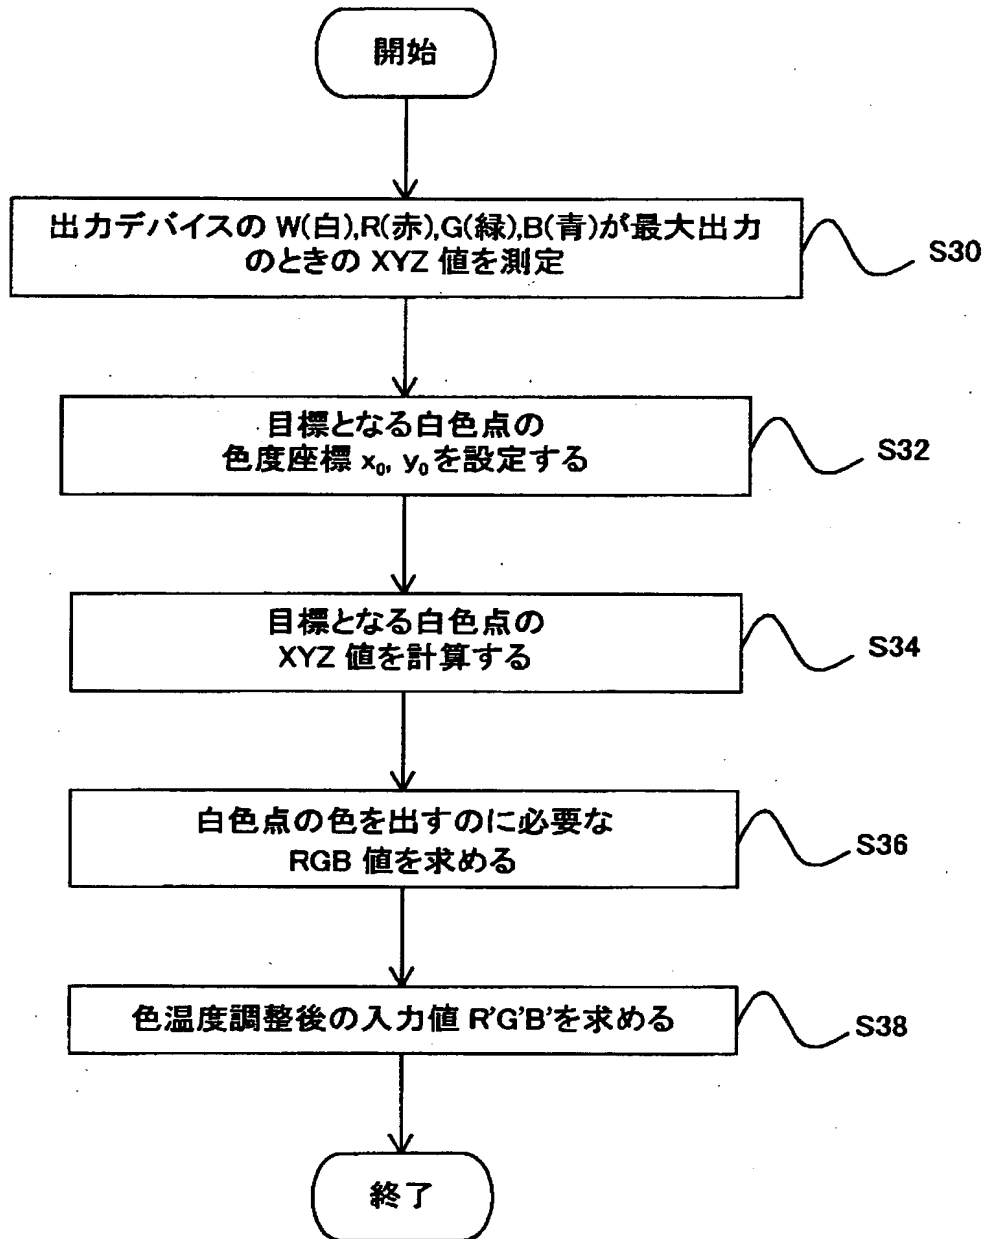 開始
出力デバイスの W(白),R(赤),G(緑),B(青)が最大出力
のときの XYZ 値を測定
S30
目標となる白色点の
色度座標 x₀, y₀ を設定する
S32
目標となる白色点の
XYZ 値を計算する
S34
白色点の色を出すのに必要な
RGB 値を求める
S36
色温度調整後の入力値 R'G'B'を求める
S38
終了